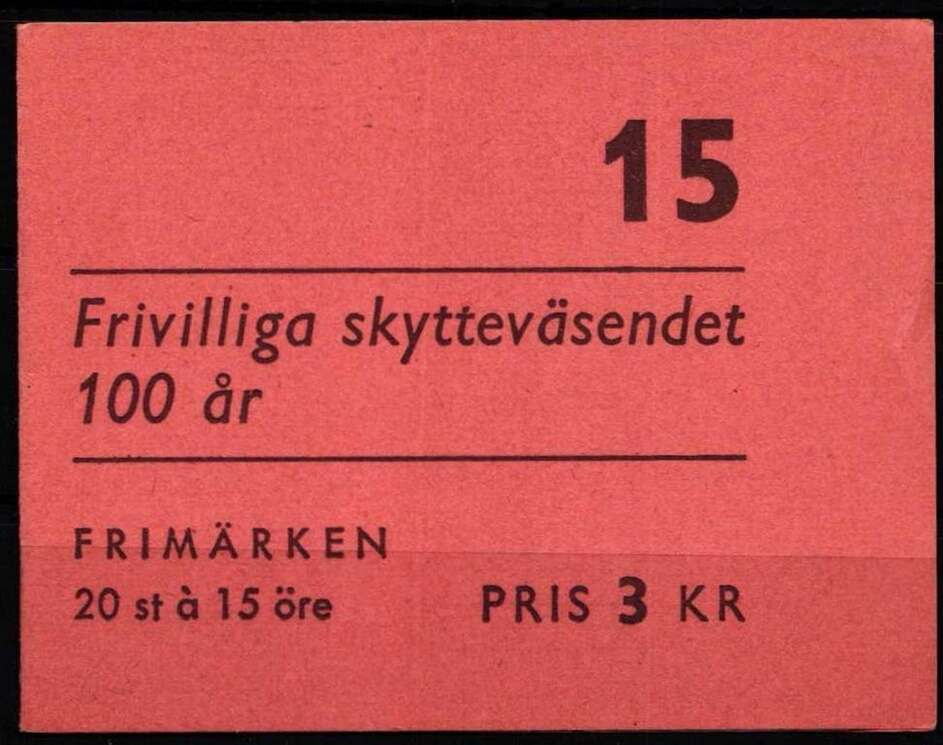 15
Frivilliga skytteväsendet
100 år
FRIMÄRKEN
20 st à 15 öre
PRIS 3 KR